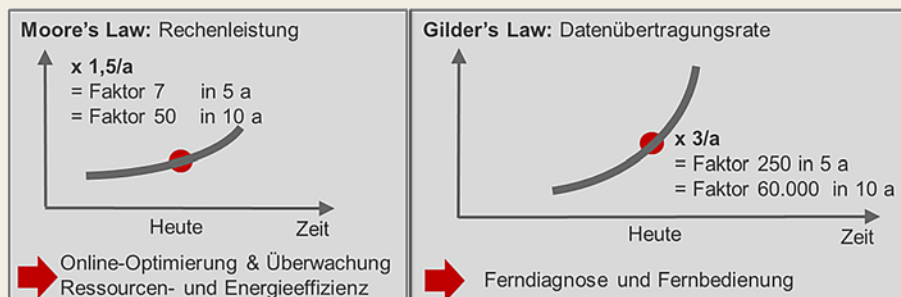 Moore's Law: Rechenleistung
x 1,5/a
= Faktor 7 in 5 a
= Faktor 50 in 10 a
Heute
Zeit
Online-Optimierung & Überwachung
Ressourcen- und Energieeffizienz
Gilder's Law: Datenübertragungsrate
x 3/a
= Faktor 250 in 5 a
= Faktor 60.000 in 10 a
Heute
Zeit
Ferndiagnose und Fernbedienung